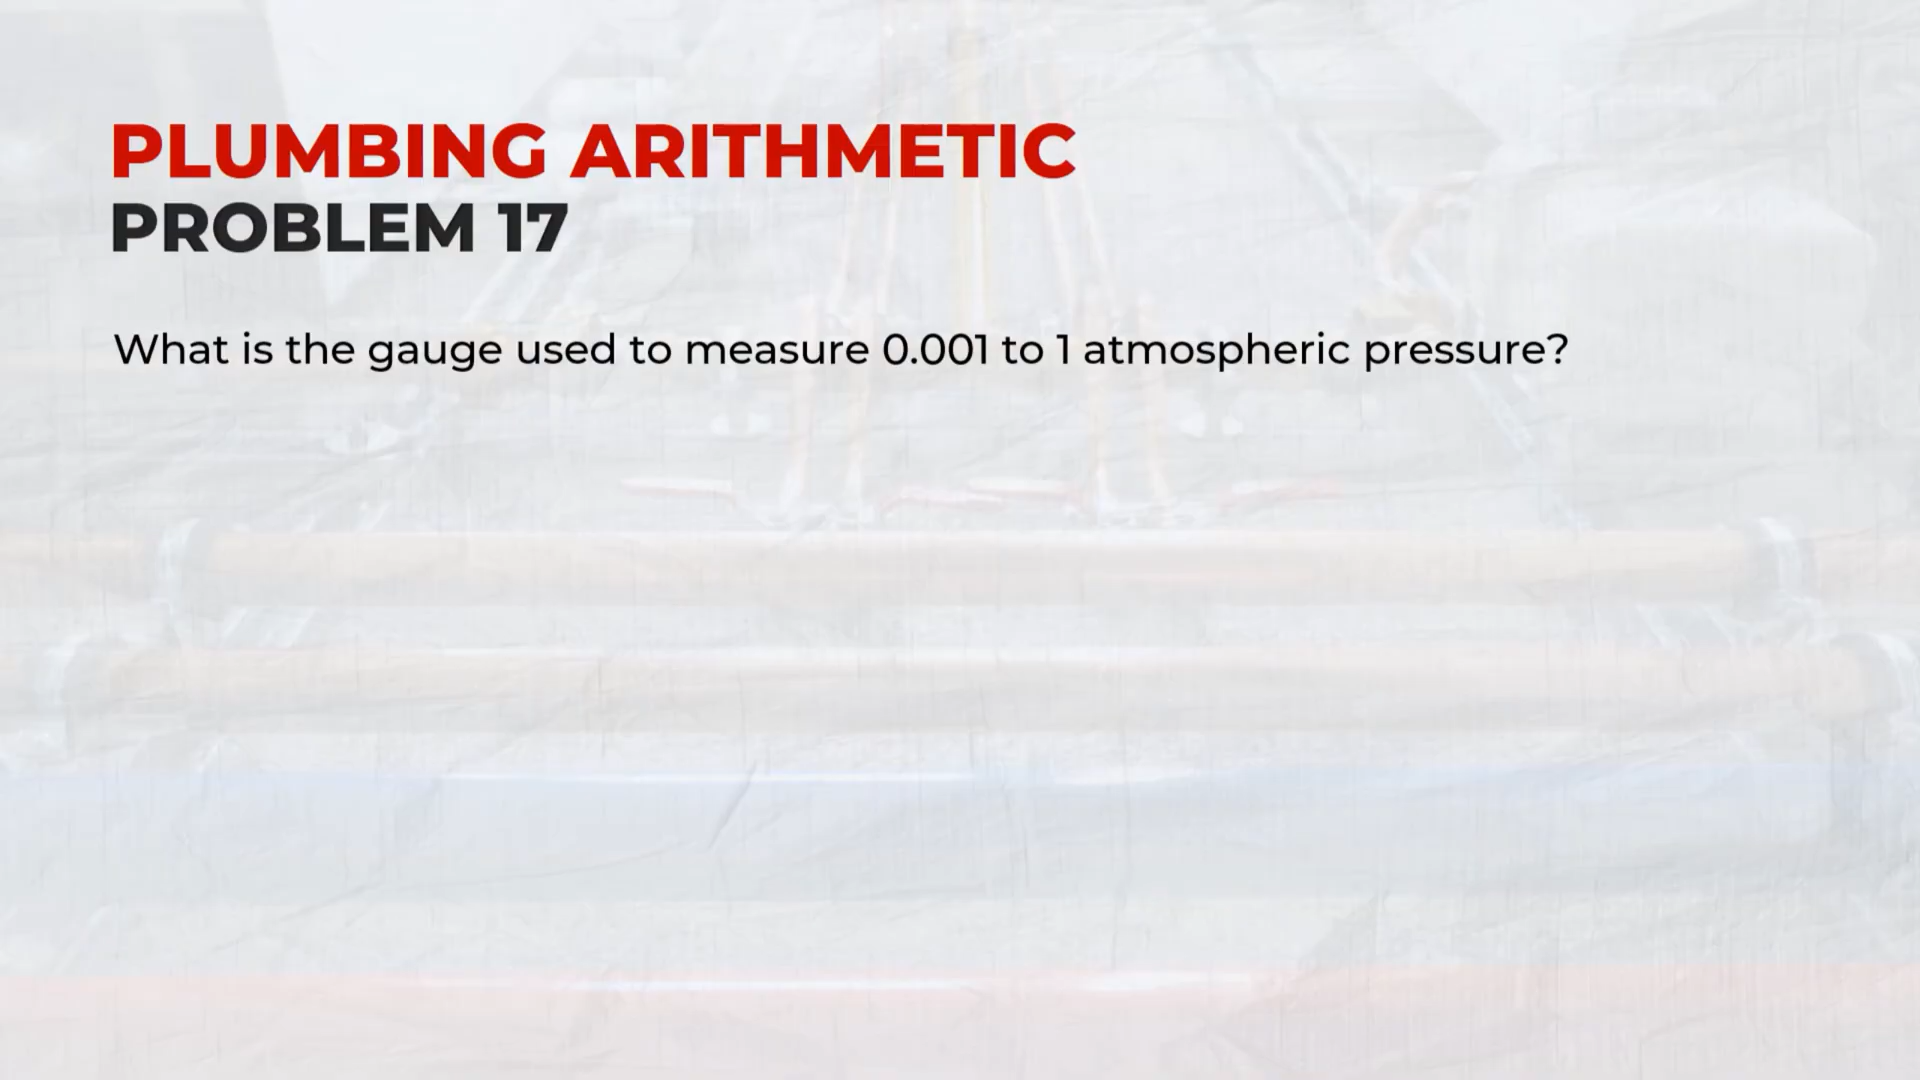 PLUMBING ARITHMETIC
PROBLEM 17
What is the gauge used to measure 0.001 to 1 atmospheric pressure?